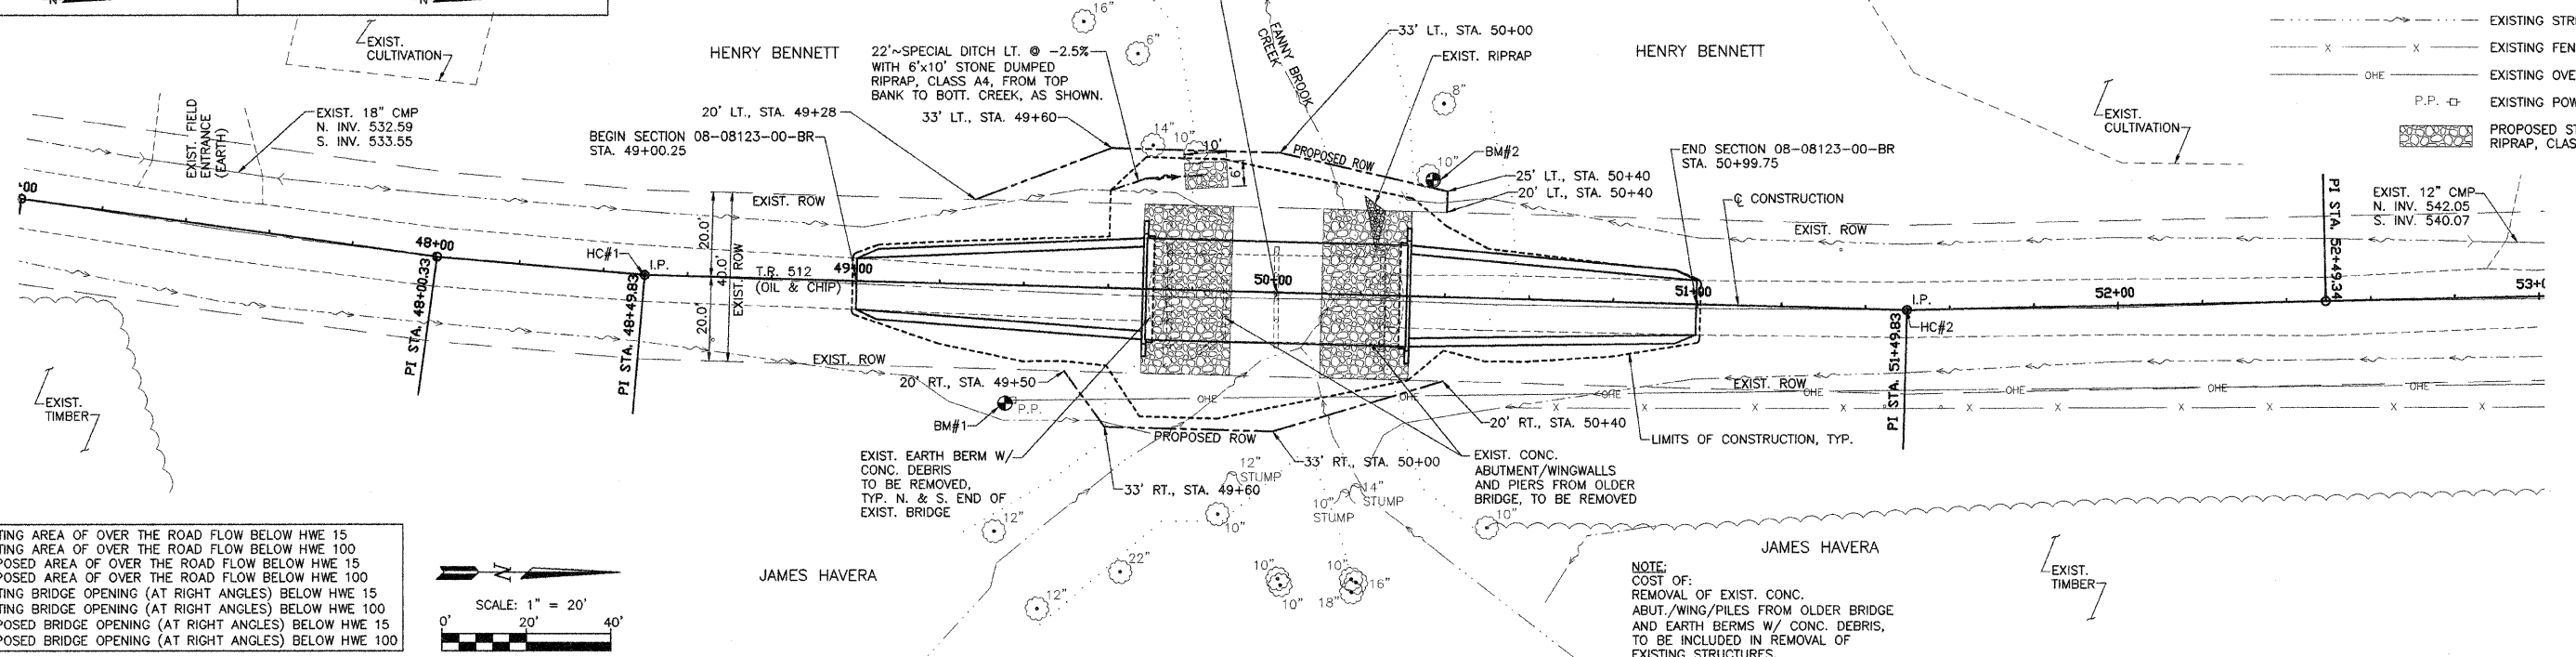 N
N
EXIST.
CULTIVATION
HENRY BENNETT
16"
6"
22'~SPECIAL DITCH LT. @ -2.5%
WITH 6'x10' STONE DUMPED
RIPRAP, CLASS A4, FROM TOP
BANK TO BOTT. CREEK, AS SHOWN.
FANNY BROOK
CREEK
33' LT., STA. 50+00
EXIST. RIPRAP
HENRY BENNETT
8"
EXISTING STR
EXISTING FEN
X
X
EXISTING OVE
OHE
P.P.
EXISTING POW
PROPOSED ST
RIPRAP, CLAS
EXIST.
CULTIVATION
EXIST. FIELD
ENTRANCE
(EARTH)
EXIST. 18" CMP
N. INV. 532.59
S. INV. 533.55
20' LT., STA. 49+28
33' LT., STA. 49+60
BEGIN SECTION 08-08123-00-BR
STA. 49+00.25
14"
10"
10'
6'
PROPOSED ROW
10"
BM#2
25' LT., STA. 50+40
20' LT., STA. 50+40
END SECTION 08-08123-00-BR
STA. 50+99.75
℄ CONSTRUCTION
PI STA. 52+49.34
EXIST. 12" CMP
N. INV. 542.05
S. INV. 540.07
EXIST. ROW
EXIST. ROW
+00
48+00
HC#1
I.P.
20.0'
40.0'
20.0'
EXIST. ROW
T.R. 512
(OIL & CHIP)
49+00
50+00
51+00
I.P.
52+00
53+0
HC#2
PI STA. 48+00.33
PI STA. 48+49.83
PI STA. 51+49.83
EXIST. ROW
EXIST. ROW
OHE
OHE
OHE
OHE
OHE
OHE
X
X
X
X
X
X
X
X
X
X
EXIST.
TIMBER
20' RT., STA. 49+50
P.P.
BM#1
PROPOSED ROW
20' RT., STA. 50+40
LIMITS OF CONSTRUCTION, TYP.
EXIST. EARTH BERM W/
CONC. DEBRIS
TO BE REMOVED,
TYP. N. & S. END OF
EXIST. BRIDGE
33' RT., STA. 49+60
33' RT., STA. 50+00
12"
STUMP
14"
STUMP
10"
STUMP
EXIST. CONC.
ABUTMENT/WINGWALLS
AND PIERS FROM OLDER
BRIDGE, TO BE REMOVED
12"
10"
10"
22"
12"
10"
10"
10"
16"
18"
JAMES HAVERA
JAMES HAVERA
EXIST.
TIMBER
NOTE:
COST OF:
REMOVAL OF EXIST. CONC.
ABUT./WING/PILES FROM OLDER BRIDGE
AND EARTH BERMS W/ CONC. DEBRIS,
TO BE INCLUDED IN REMOVAL OF
EXISTING STRUCTURES.
TING AREA OF OVER THE ROAD FLOW BELOW HWE 15
TING AREA OF OVER THE ROAD FLOW BELOW HWE 100
POSED AREA OF OVER THE ROAD FLOW BELOW HWE 15
POSED AREA OF OVER THE ROAD FLOW BELOW HWE 100
TING BRIDGE OPENING (AT RIGHT ANGLES) BELOW HWE 15
TING BRIDGE OPENING (AT RIGHT ANGLES) BELOW HWE 100
POSED BRIDGE OPENING (AT RIGHT ANGLES) BELOW HWE 15
POSED BRIDGE OPENING (AT RIGHT ANGLES) BELOW HWE 100
N
SCALE: 1" = 20'
0'
20'
40'